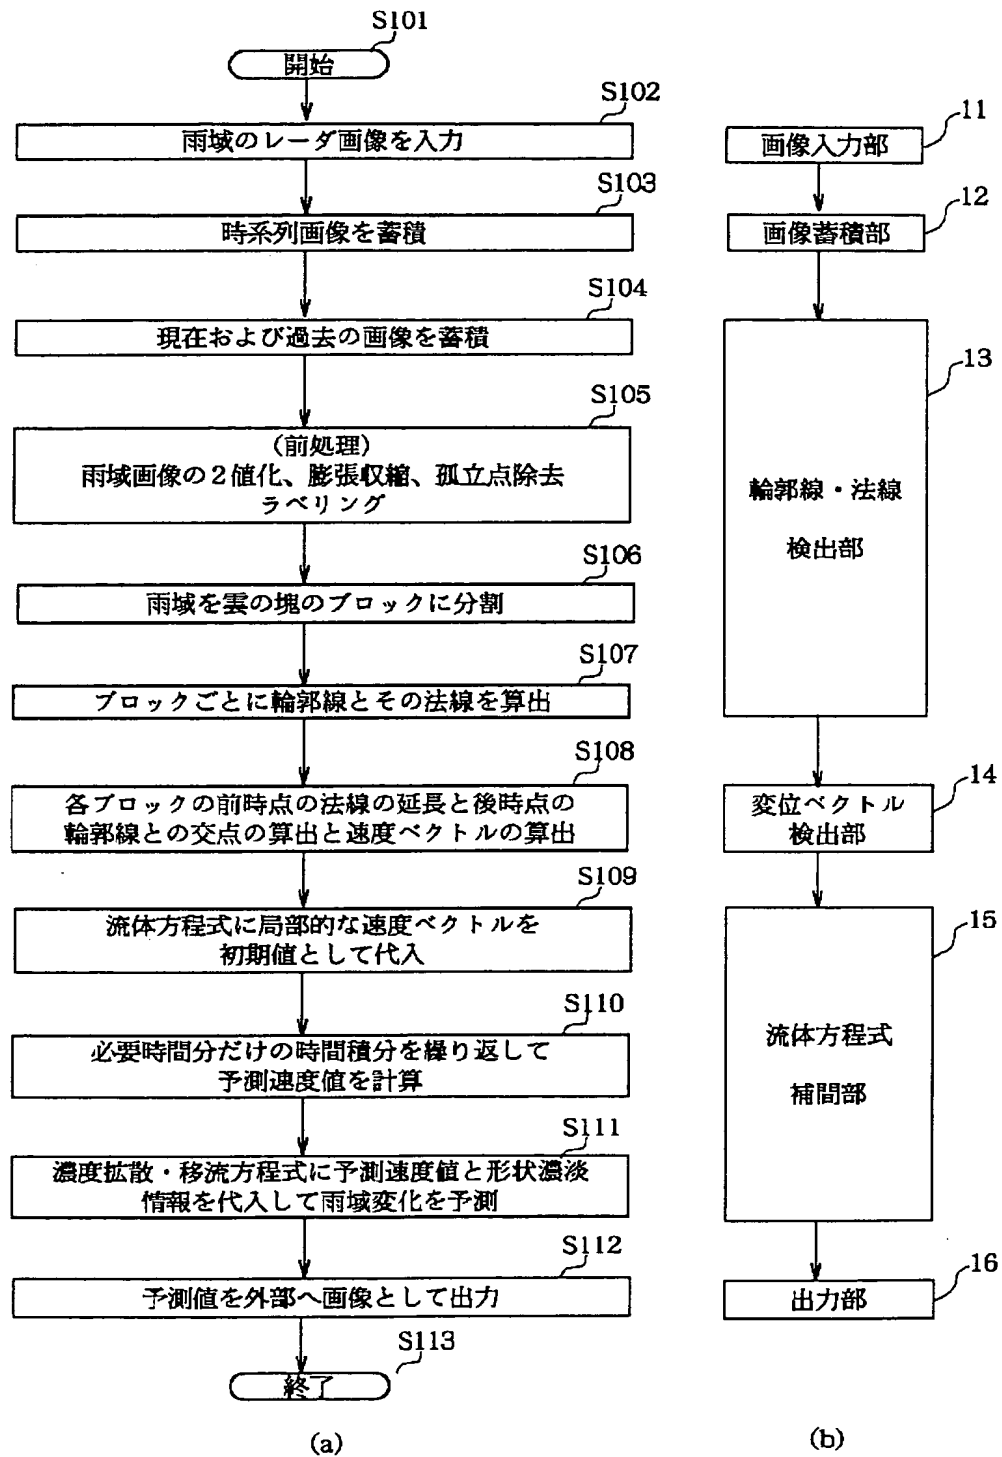 S101
開始
S102
雨域のレーダ画像を入力
S103
時系列画像を蓄積
S104
現在および過去の画像を蓄積
S105
(前処理)
雨域画像の2値化、膨張収縮、孤立点除去
ラベリング
S106
雨域を雲の塊のブロックに分割
S107
ブロックごとに輪郭線とその法線を算出
S108
各ブロックの前時点の法線の延長と後時点の
輪郭線との交点の算出と速度ベクトルの算出
S109
流体方程式に局部的な速度ベクトルを
初期値として代入
S110
必要時間分だけの時間積分を繰り返して
予測速度値を計算
S111
濃度拡散・移流方程式に予測速度値と形状濃淡
情報を代入して雨域変化を予測
S112
予測値を外部へ画像として出力
S113
終了
(a)
11
画像入力部
12
画像蓄積部
13
輪郭線・法線
検出部
14
変位ベクトル
検出部
15
流体方程式
補間部
16
出力部
(b)